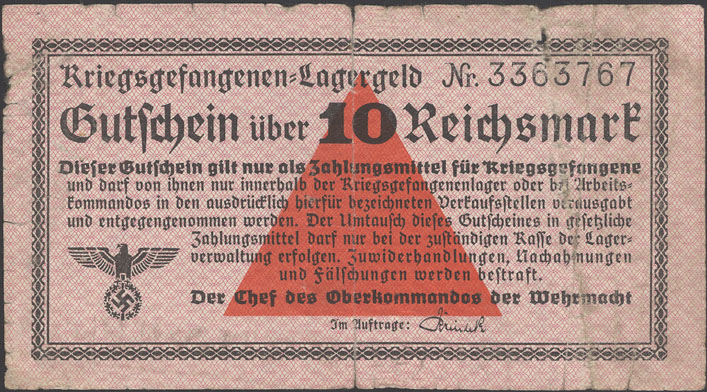 Kriegsgefangenen=Lagergeld Nr. 3363767
Gutschein über 10 Reichsmark
Dieser Gutschein gilt nur als Zahlungsmittel für Kriegsgefangene
und darf von ihnen nur innerhalb der Kriegsgefangenenlager oder bei Arbeits-
kommandos in den ausdrücklich hierfür bezeichneten Verkaufsstellen verausgabt
und entgegengenommen werden. Der Umtausch dieses Gutscheines in gesetzliche
Zahlungsmittel darf nur bei der zuständigen Kasse der Lager-
verwaltung erfolgen. Zuwiderhandlungen, Nachahmungen
und Fälschungen werden bestraft.
Der Chef des Oberkommandos der Wehrmacht
Im Auftrage: